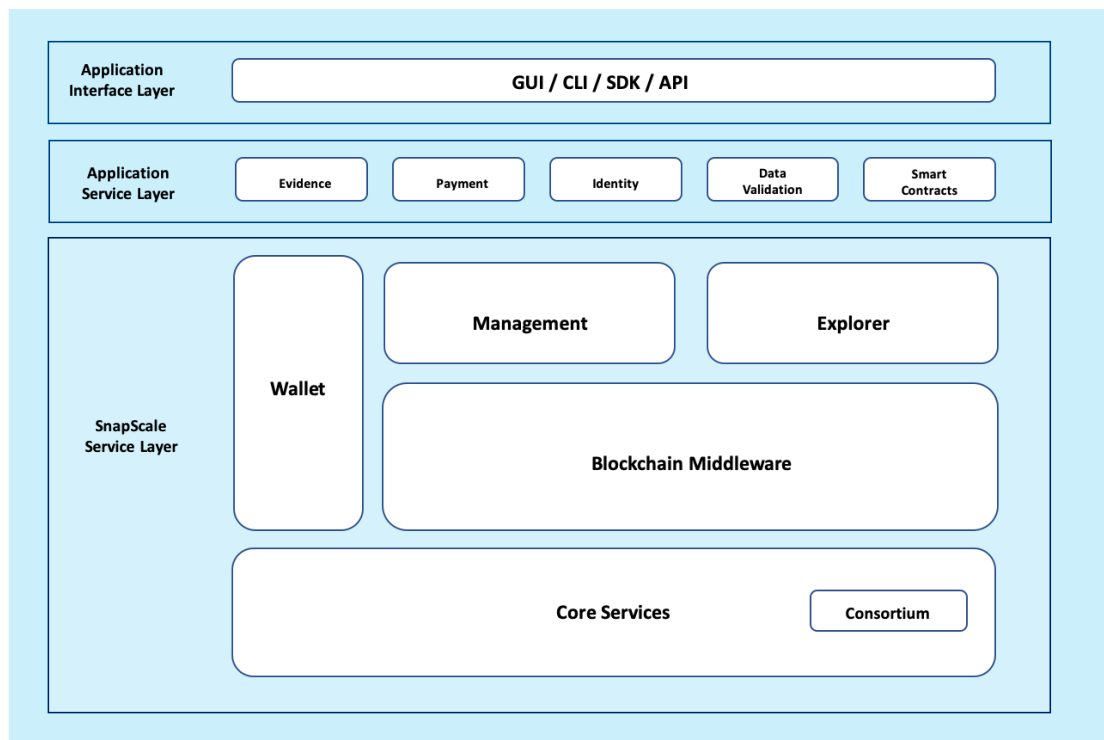 Application
Interface Layer
GUI / CLI / SDK / API
Application
Service Layer
Evidence
Payment
Identity
Data
Validation
Smart
Contracts
SnapScale
Service Layer
Wallet
Management
Explorer
Blockchain Middleware
Core Services
Consortium